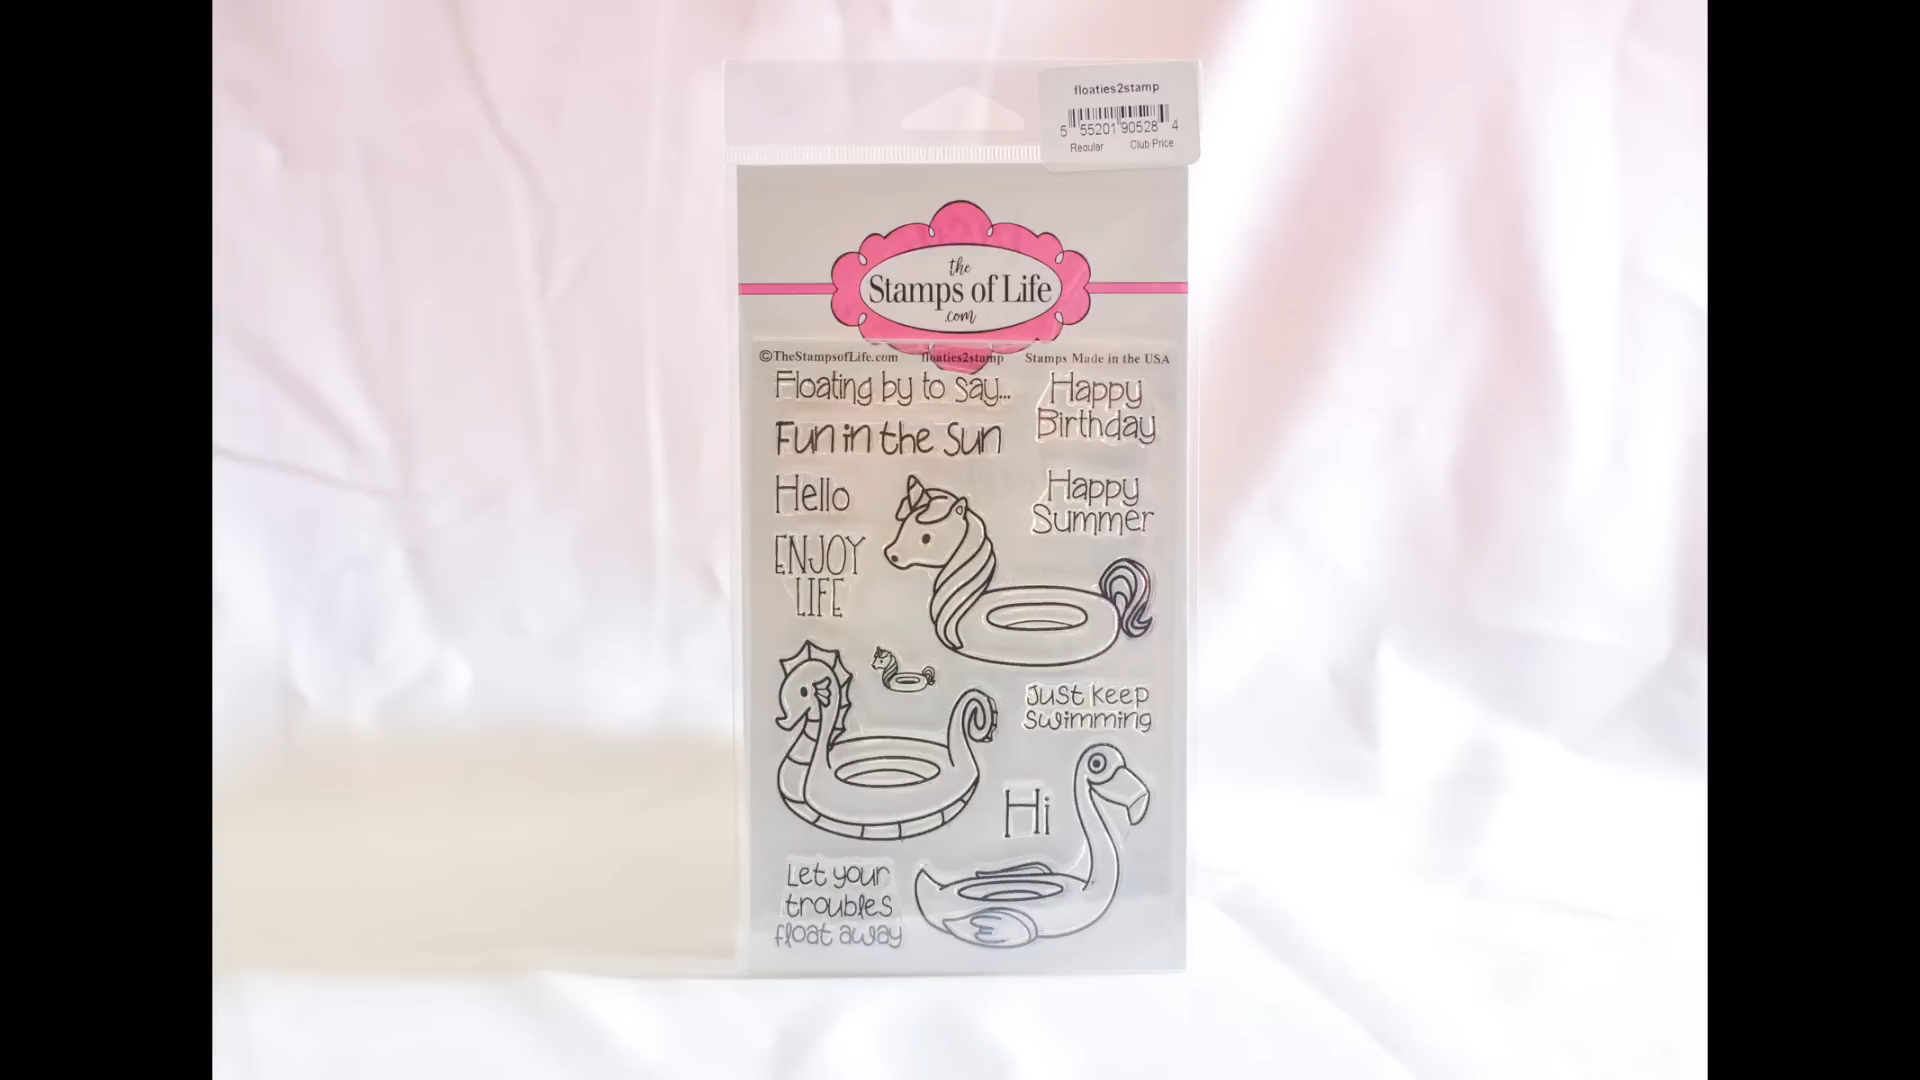 floaties2stamp
5 55201 90528 4
Regular Club Price
the
Stamps of Life
.com
©TheStampsofLife.com floaties2stamp Stamps Made in the USA
Floating by to say...
Happy
Birthday
Fun in the Sun
Hello
Happy
Summer
ENJOY
LIFE
Just keep
swimming
Hi
Let your
troubles
float away